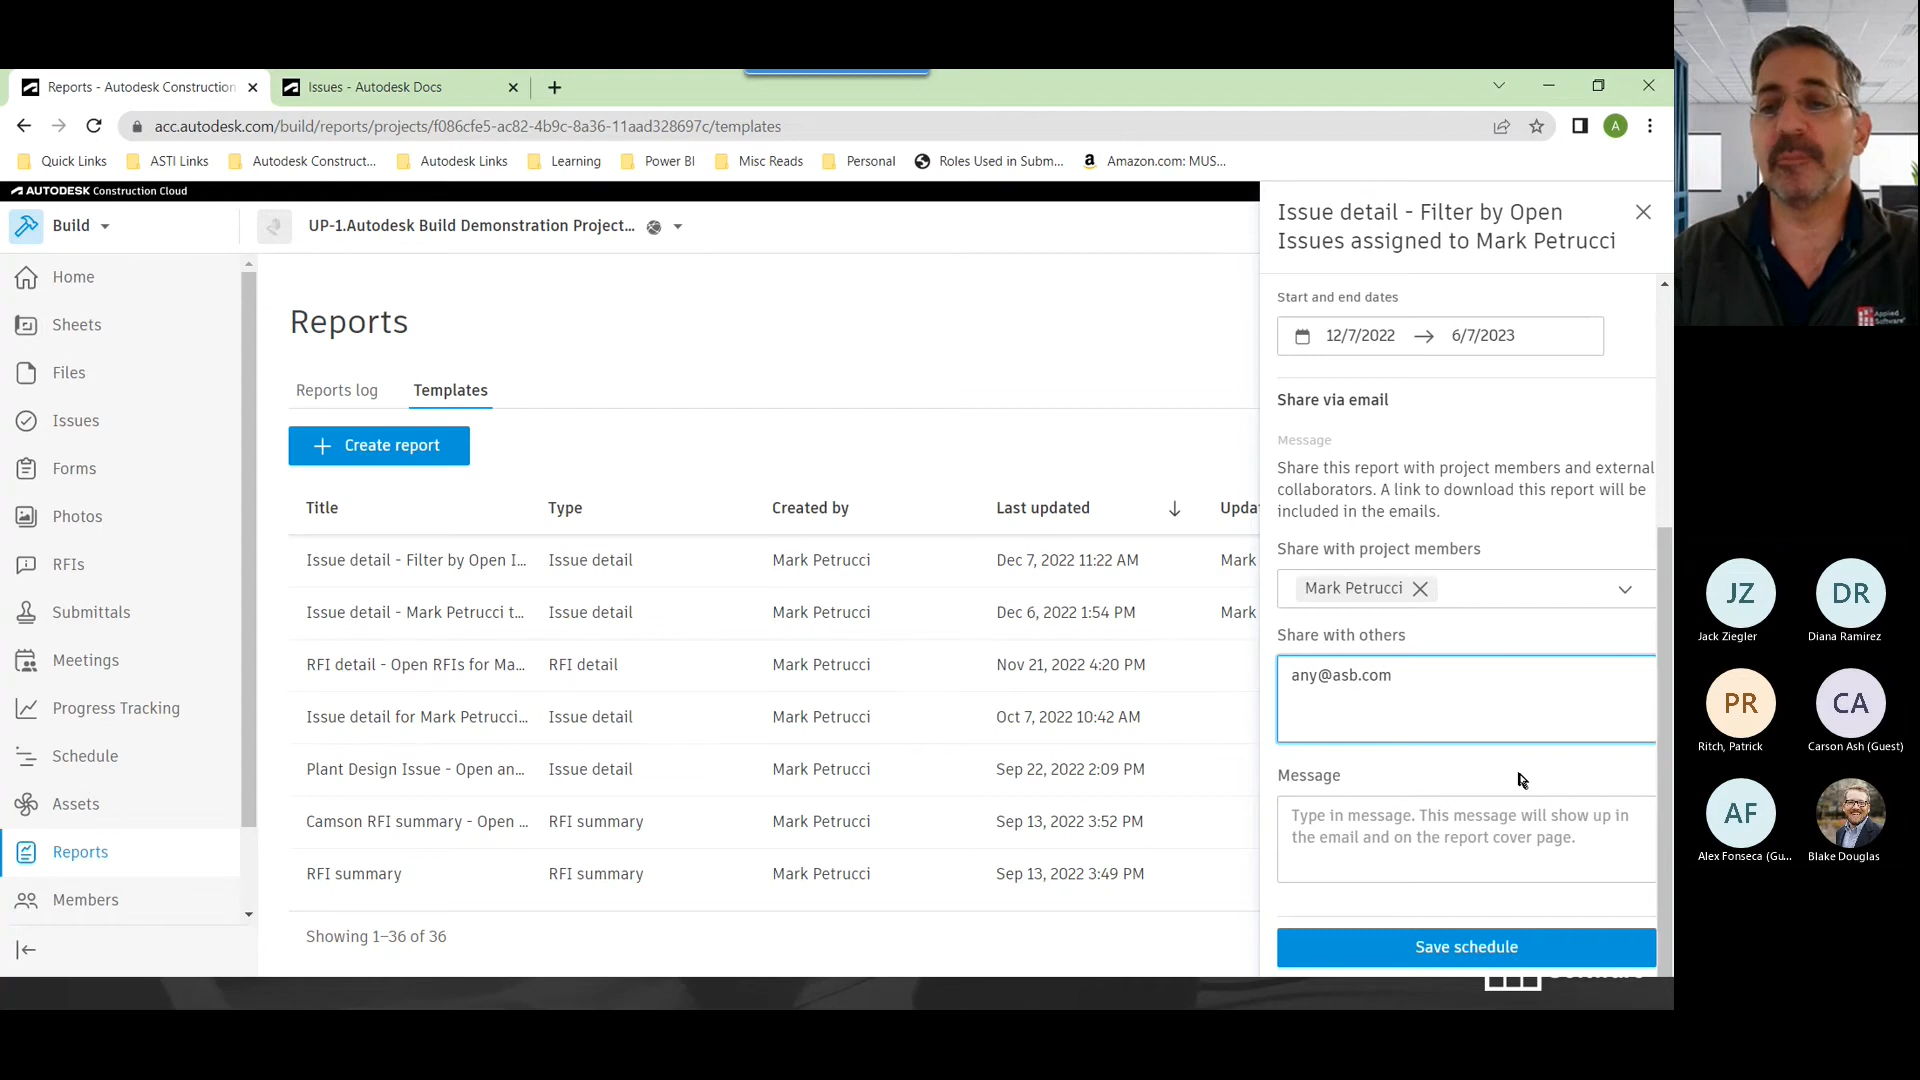 Reports - Autodesk Construction
Issues - Autodesk Docs
acc.autodesk.com/build/reports/projects/f086cfe5-ac82-4b9c-8a36-11aad328697c/templates
A
Quick Links
ASTI Links
Autodesk Construct...
Autodesk Links
Learning
Power BI
Misc Reads
Personal
Roles Used in Subm...
Amazon.com: MUS...
AUTODESK Construction Cloud
Build
UP-1.Autodesk Build Demonstration Project...
Home
Sheets
Files
Issues
Forms
Photos
RFIs
Submittals
Meetings
Progress Tracking
Schedule
Assets
Reports
Members
Reports
Reports log
Templates
Create report
Title Type Created by Last updated Upda
Issue detail - Filter by Open I... Issue detail Mark Petrucci Dec 7, 2022 11:22 AM Mark
Issue detail - Mark Petrucci t... Issue detail Mark Petrucci Dec 6, 2022 1:54 PM Mark
RFI detail - Open RFIs for Ma... RFI detail Mark Petrucci Nov 21, 2022 4:20 PM
Issue detail for Mark Petrucci... Issue detail Mark Petrucci Oct 7, 2022 10:42 AM
Plant Design Issue - Open an... Issue detail Mark Petrucci Sep 22, 2022 2:09 PM
Camson RFI summary - Open ... RFI summary Mark Petrucci Sep 13, 2022 3:52 PM
RFI summary RFI summary Mark Petrucci Sep 13, 2022 3:49 PM
Showing 1–36 of 36
Issue detail - Filter by Open
Issues assigned to Mark Petrucci
Start and end dates
12/7/2022 → 6/7/2023
Share via email
Message
Share this report with project members and external
collaborators. A link to download this report will be
included in the emails.
Share with project members
Mark Petrucci
Share with others
any@asb.com
Message
Type in message. This message will show up in
the email and on the report cover page.
Save schedule
Applied
Software
JZ
Jack Ziegler
DR
Diana Ramirez
PR
Ritch, Patrick
CA
Carson Ash (Guest)
AF
Alex Fonseca (Gu...
Blake Douglas